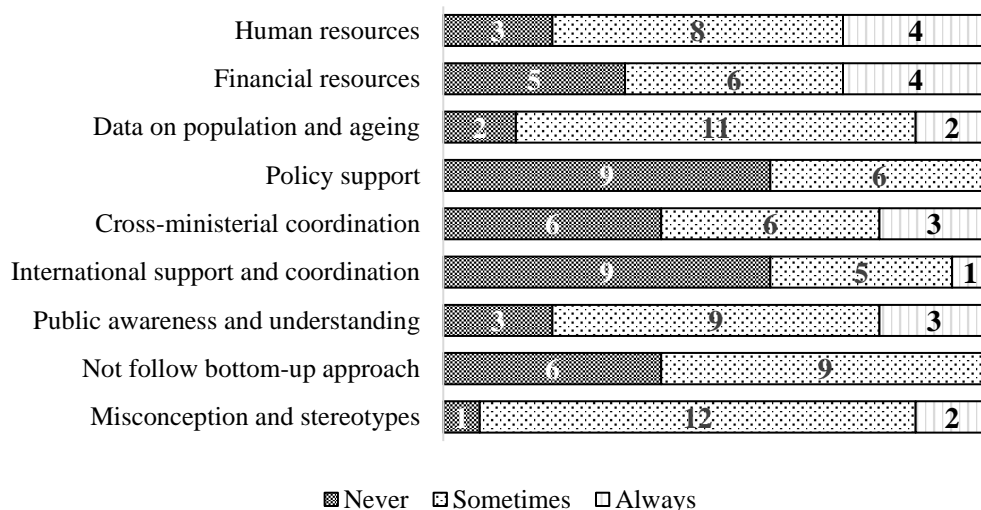 Human resources 3 8 4
Financial resources 5 6 4
Data on population and ageing 2 11 2
Policy support 9 6
Cross-ministerial coordination 6 6 3
International support and coordination 9 5 1
Public awareness and understanding 3 9 3
Not follow bottom-up approach 6 9
Misconception and stereotypes 1 12 2
Never Sometimes Always